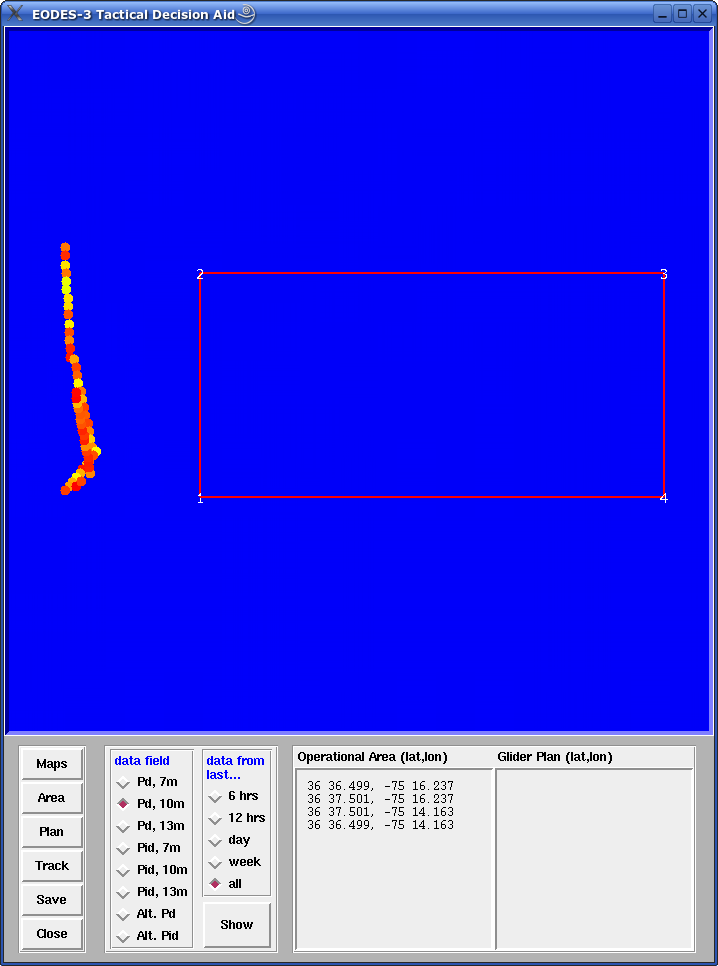 EODES-3 Tactical Decision Aid
2
3
1
4
Maps
Area
Plan
Track
Save
Close
data field
Pd, 7m
Pd, 10m
Pd, 13m
Pid, 7m
Pid, 10m
Pid, 13m
Alt. Pd
Alt. Pid
data from
last...
6 hrs
12 hrs
day
week
all
Show
Operational Area (lat,lon)
36 36.499, -75 16.237
36 37.501, -75 16.237
36 37.501, -75 14.163
36 36.499, -75 14.163
Glider Plan (lat,lon)